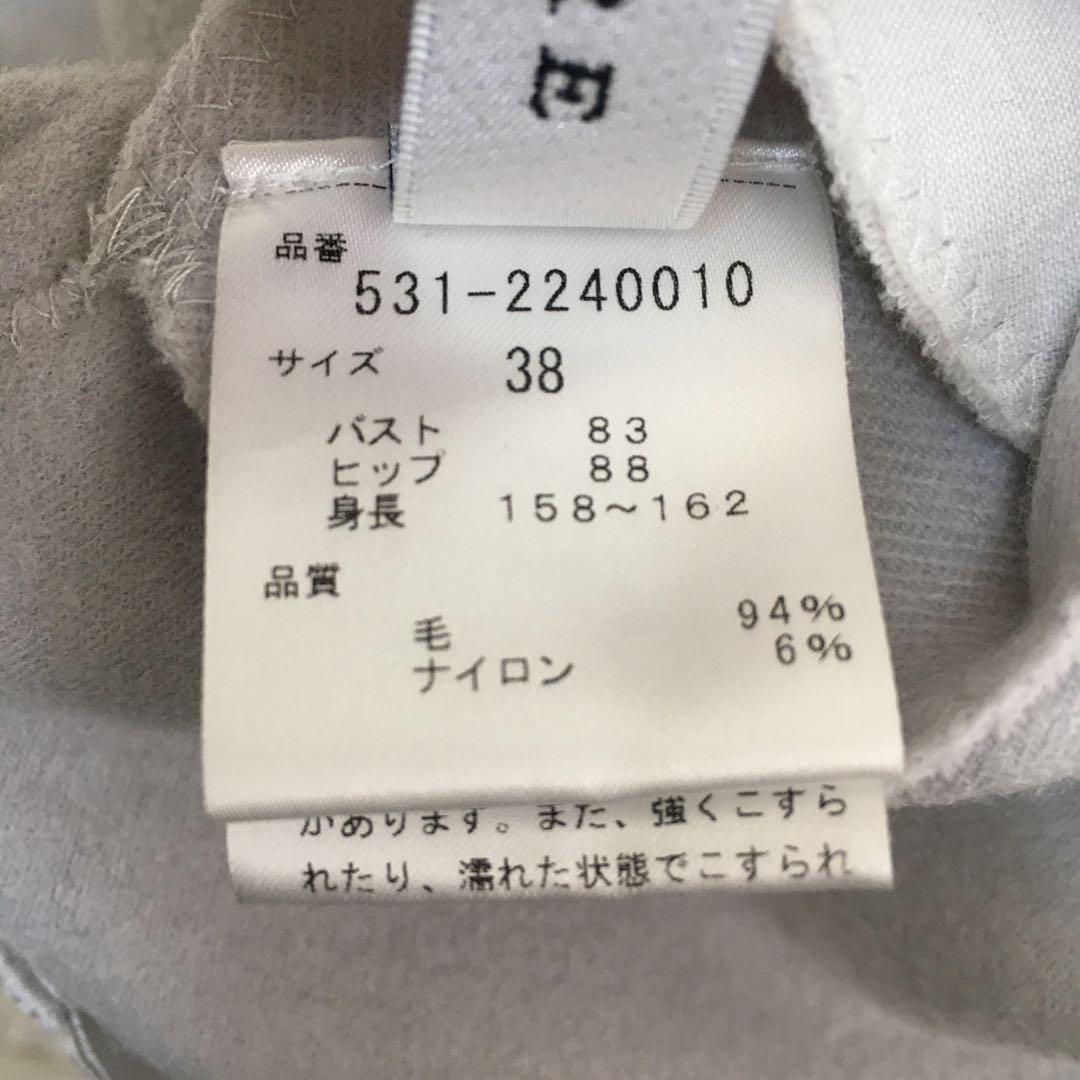 RE
品番
531-2240010
サイズ 38
バスト 83
ヒップ 88
身長 158～162
品質
毛 94%
ナイロン 6%
があります。また、強くこすら
れたり、濡れた状態でこすられ